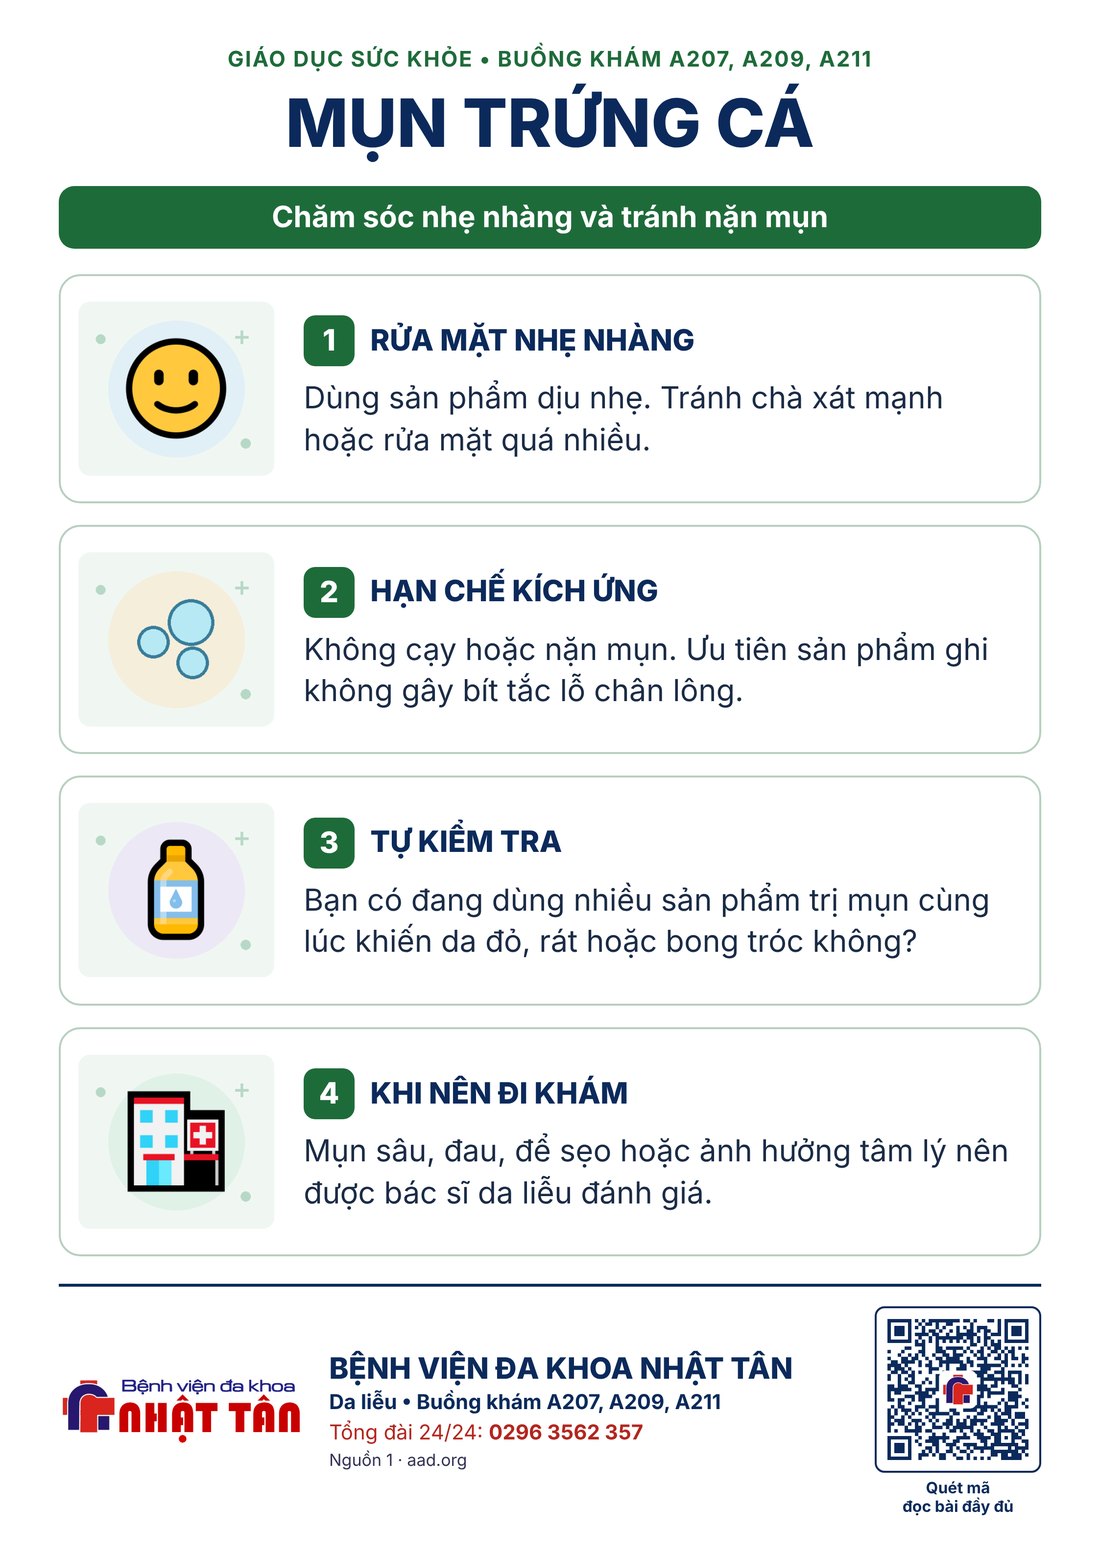 GIÁO DỤC SỨC KHỎE • BUỒNG KHÁM A207, A209, A211
MỤN TRỨNG CÁ
Chăm sóc nhẹ nhàng và tránh nặn mụn
1 RỬA MẶT NHẸ NHÀNG
Dùng sản phẩm dịu nhẹ. Tránh chà xát mạnh
hoặc rửa mặt quá nhiều.
2 HẠN CHẾ KÍCH ỨNG
Không cạy hoặc nặn mụn. Ưu tiên sản phẩm ghi
không gây bít tắc lỗ chân lông.
3 TỰ KIỂM TRA
Bạn có đang dùng nhiều sản phẩm trị mụn cùng
lúc khiến da đỏ, rát hoặc bong tróc không?
4 KHI NÊN ĐI KHÁM
Mụn sâu, đau, để sẹo hoặc ảnh hưởng tâm lý nên
được bác sĩ da liễu đánh giá.
Bệnh viện đa khoa
NHẬT TÂN
BỆNH VIỆN ĐA KHOA NHẬT TÂN
Da liễu • Buồng khám A207, A209, A211
Tổng đài 24/24: 0296 3562 357
Nguồn 1 · aad.org
Quét mã
đọc bài đầy đủ